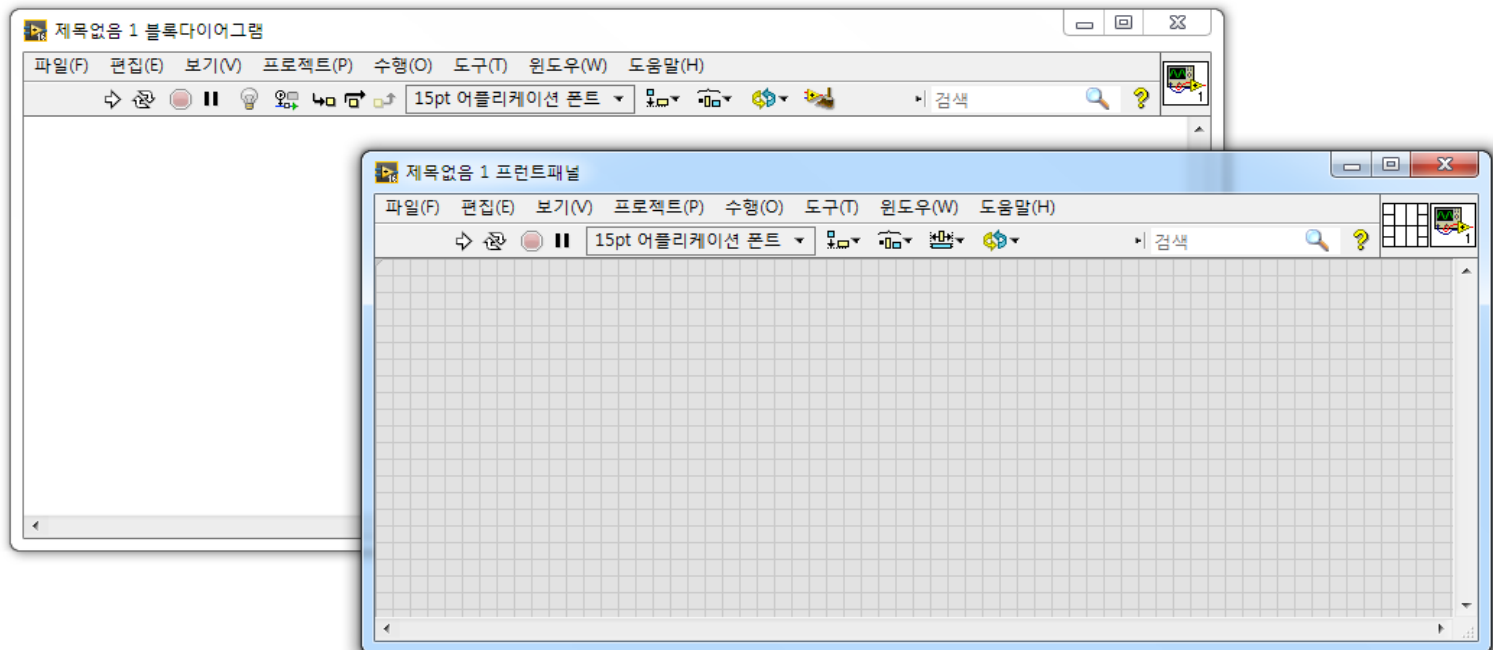 제목없음 1 블록다이어그램
파일(F) 편집(E) 보기(V) 프로젝트(P) 수행(O) 도구(T) 윈도우(W) 도움말(H)
15pt 어플리케이션 폰트 검색 ? 1
제목없음 1 프런트패널
파일(F) 편집(E) 보기(V) 프로젝트(P) 수행(O) 도구(T) 윈도우(W) 도움말(H)
15pt 어플리케이션 폰트 검색 ? 1